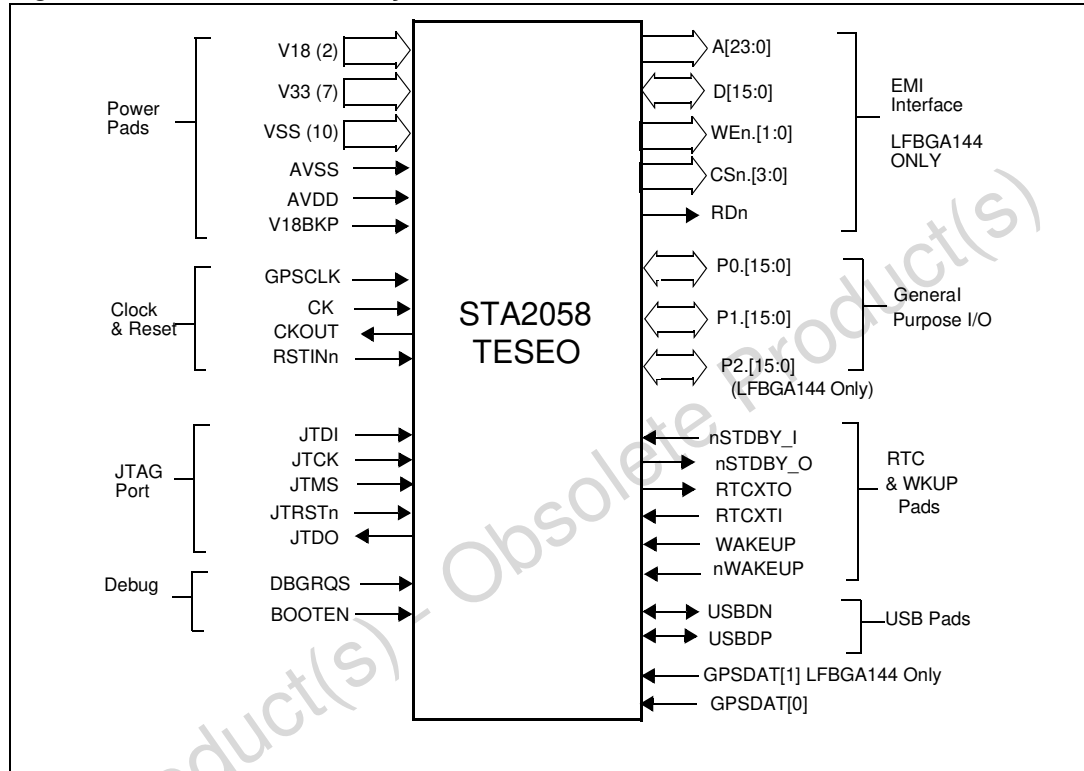 Power
Pads
V18 (2)
V33 (7)
VSS (10)
AVSS
AVDD
V18BKP
Clock
& Reset
GPSCLK
CK
CKOUT
RSTINn
JTAG
Port
JTDI
JTCK
JTMS
JTRSTn
JTDO
Debug
DBGRQS
BOOTEN
STA2058
TESEO
A[23:0]
D[15:0]
WEn.[1:0]
CSn.[3:0]
RDn
EMI
Interface
LFBGA144
ONLY
P0.[15:0]
P1.[15:0]
P2.[15:0]
(LFBGA144 Only)
General
Purpose I/O
nSTDBY_I
nSTDBY_O
RTCXTO
RTCXTI
WAKEUP
nWAKEUP
RTC
& WKUP
Pads
USBDN
USBDP
USB Pads
GPSDAT[1] LFBGA144 Only
GPSDAT[0]
oduct(s) - Obsolete Product(s)